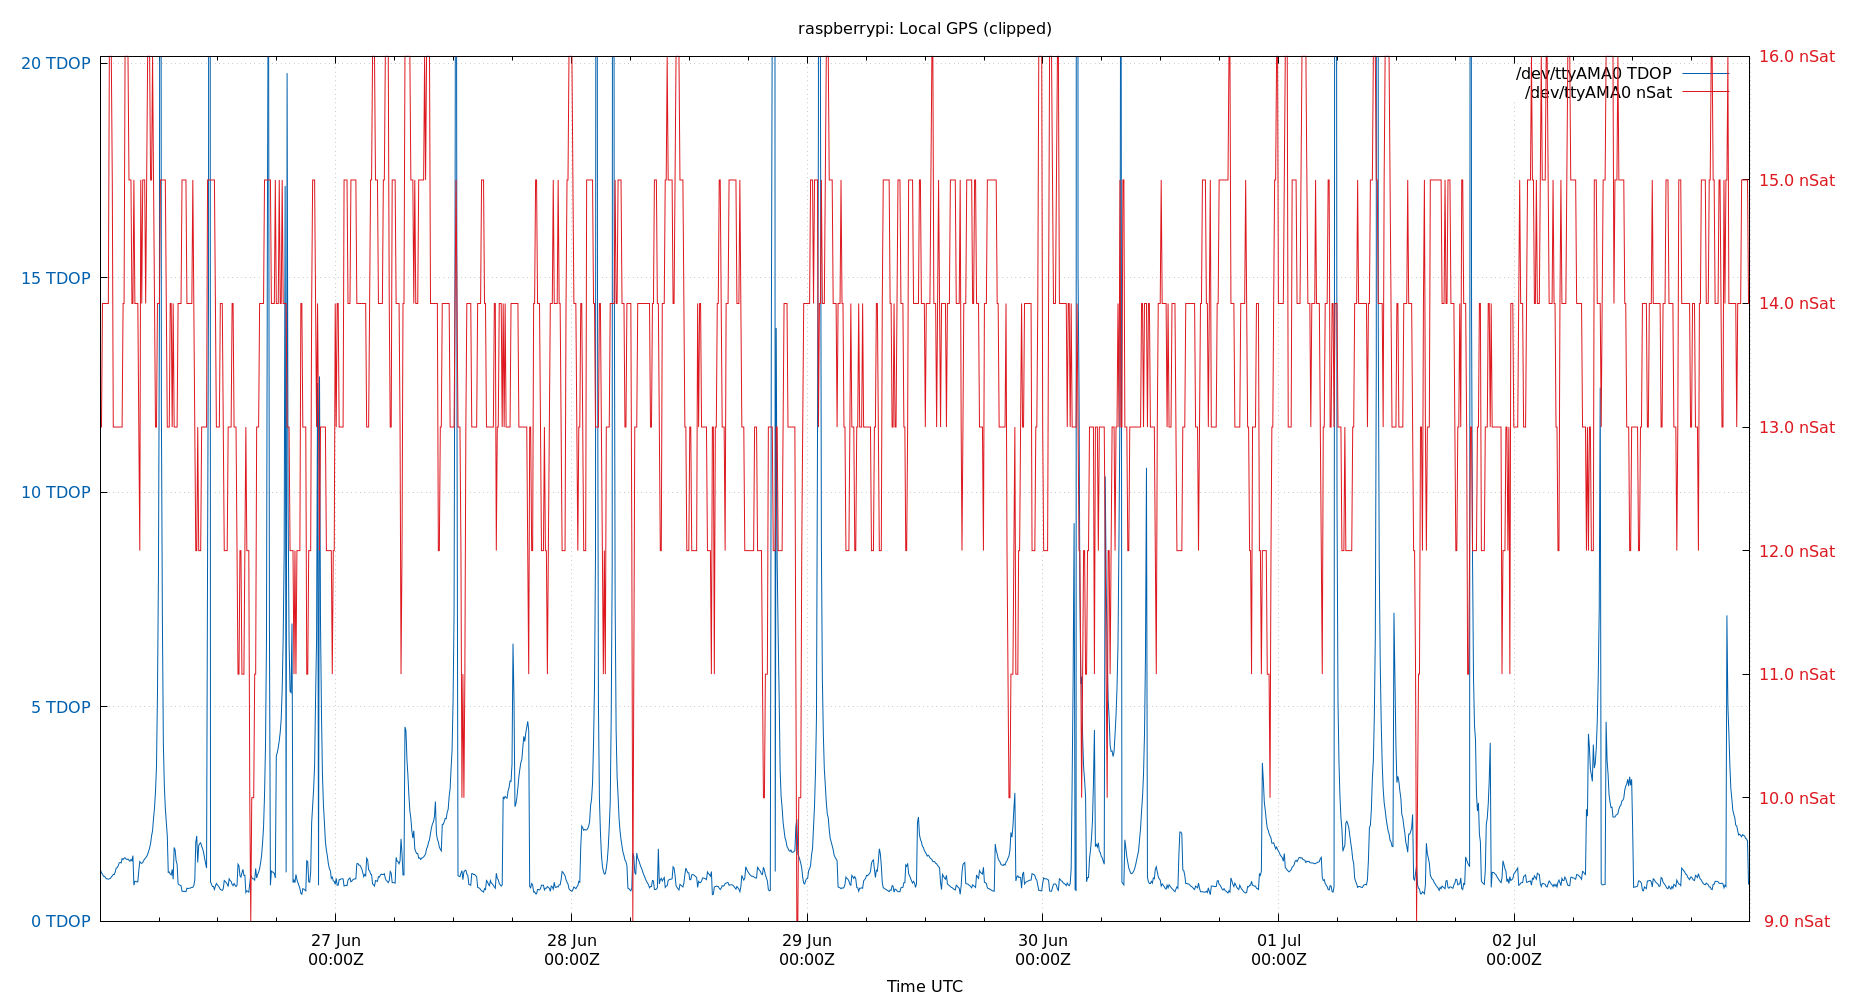 raspberrypi: Local GPS (clipped)
20 TDOP
15 TDOP
10 TDOP
5 TDOP
0 TDOP
16.0 nSat
15.0 nSat
14.0 nSat
13.0 nSat
12.0 nSat
11.0 nSat
10.0 nSat
9.0 nSat
/dev/ttyAMA0 TDOP
/dev/ttyAMA0 nSat
27 Jun
00:00Z
28 Jun
00:00Z
29 Jun
00:00Z
30 Jun
00:00Z
01 Jul
00:00Z
02 Jul
00:00Z
Time UTC